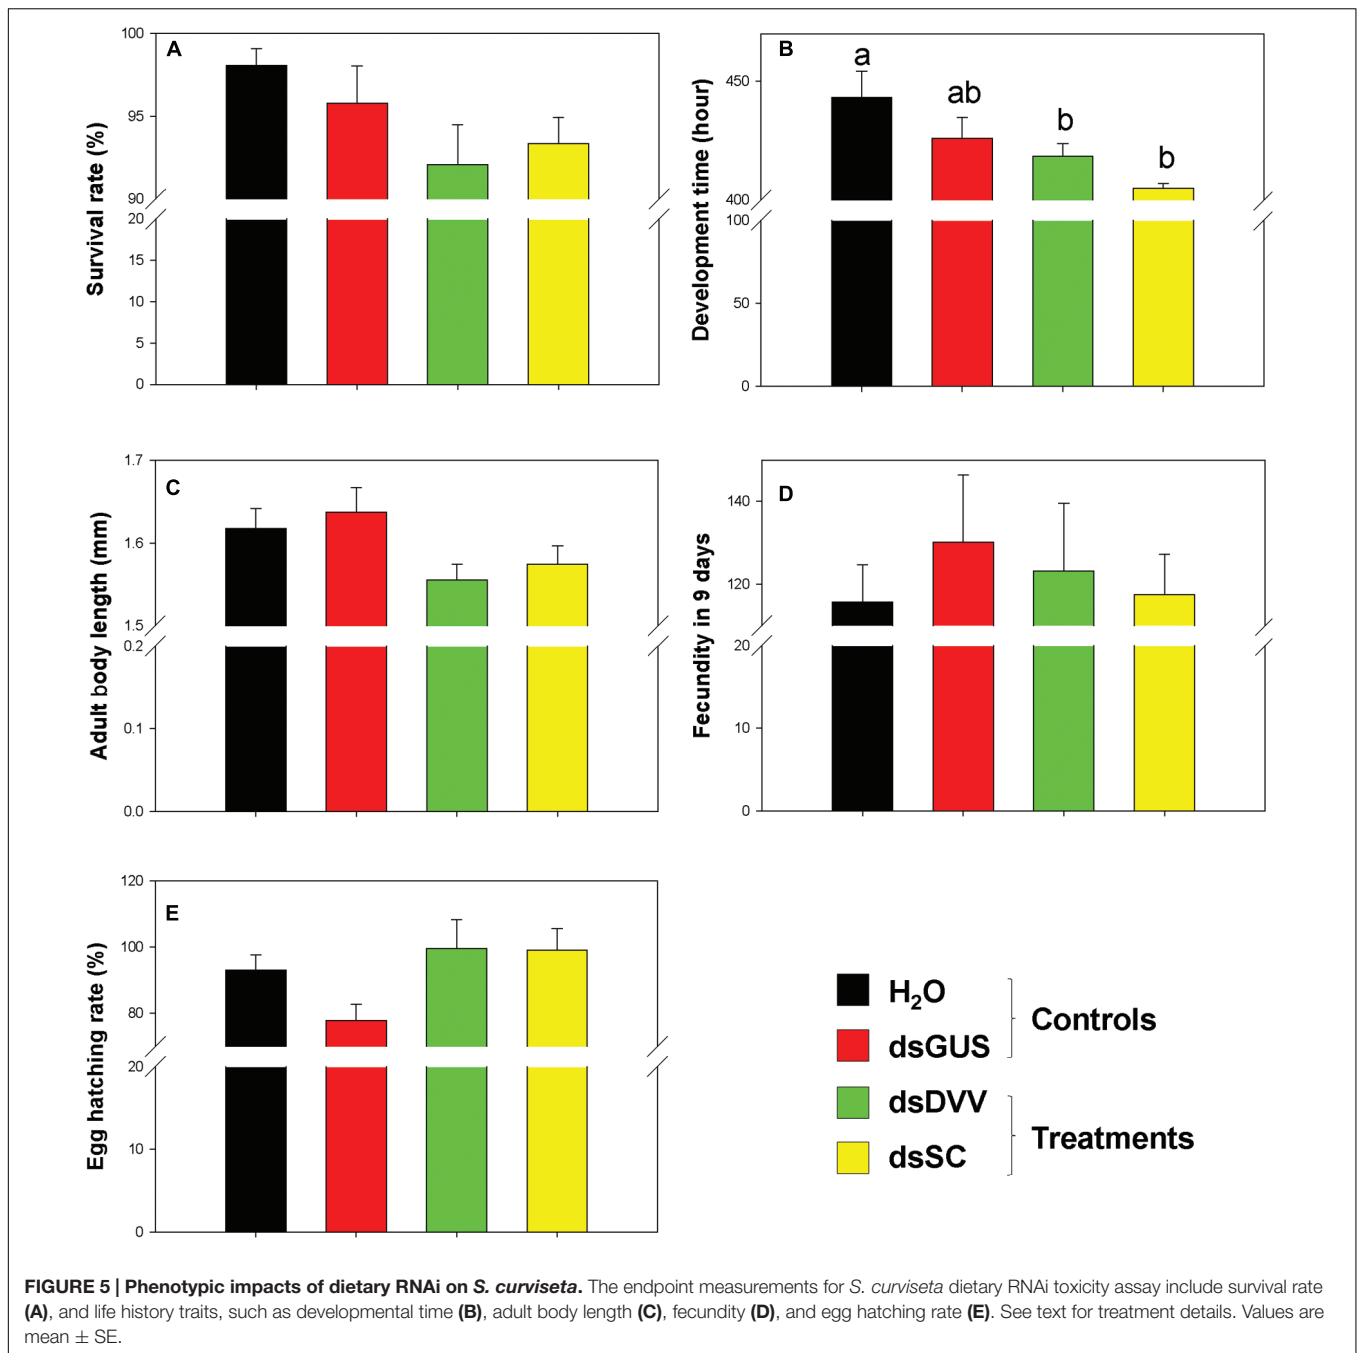 A
Survival rate (%)
100
95
90
20
15
10
5
0
B
Development time (hour)
450
400
100
50
0
a
ab
b
b
C
Adult body length (mm)
1.7
1.6
1.5
0.2
0.1
0.0
D
Fecundity in 9 days
140
120
20
10
0
E
Egg hatching rate (%)
120
100
80
20
10
0
H₂O
dsGUS
Controls
dsDVV
dsSC
Treatments
FIGURE 5 | Phenotypic impacts of dietary RNAi on S. curviseta. The endpoint measurements for S. curviseta dietary RNAi toxicity assay include survival rate
(A), and life history traits, such as developmental time (B), adult body length (C), fecundity (D), and egg hatching rate (E). See text for treatment details. Values are
mean ± SE.